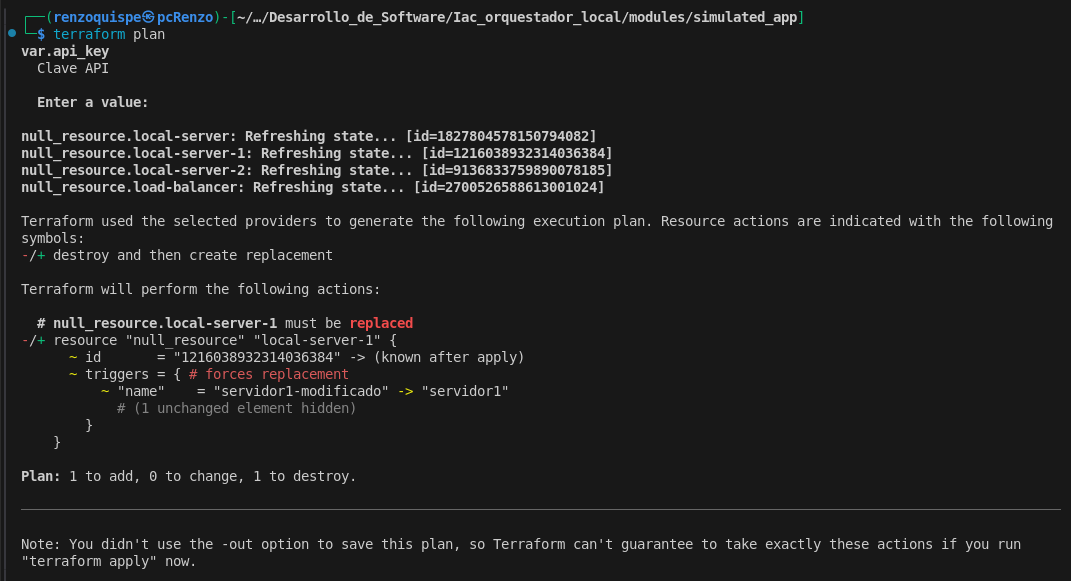 ┌──(renzoquispe㉿pcRenzo)-[~/…/Desarrollo_de_Software/Iac_orquestador_local/modules/simulated_app]
└─$ terraform plan
var.api_key
  Clave API

  Enter a value:

null_resource.local-server: Refreshing state... [id=1827804578150794082]
null_resource.local-server-1: Refreshing state... [id=1216038932314036384]
null_resource.local-server-2: Refreshing state... [id=9136833759890078185]
null_resource.load-balancer: Refreshing state... [id=2700526588613001024]

Terraform used the selected providers to generate the following execution plan. Resource actions are indicated with the following
symbols:
-/+ destroy and then create replacement

Terraform will perform the following actions:

  # null_resource.local-server-1 must be replaced
-/+ resource "null_resource" "local-server-1" {
      ~ id       = "1216038932314036384" -> (known after apply)
      ~ triggers = { # forces replacement
          ~ "name"    = "servidor1-modificado" -> "servidor1"
            # (1 unchanged element hidden)
        }
    }

Plan: 1 to add, 0 to change, 1 to destroy.

Note: You didn't use the -out option to save this plan, so Terraform can't guarantee to take exactly these actions if you run
"terraform apply" now.